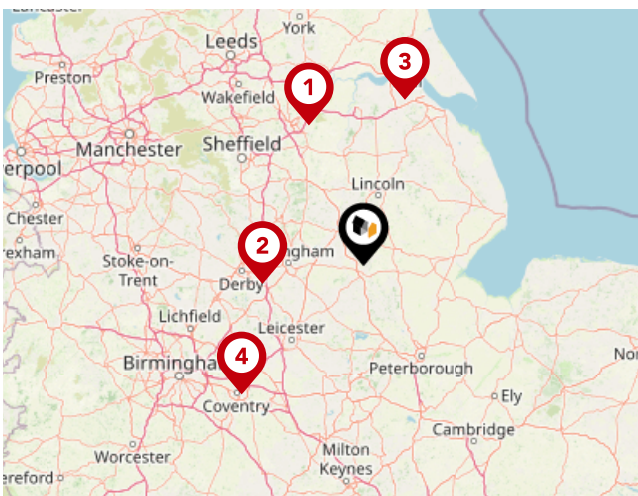 York
Leeds
Preston
3
1
Wakefield
Manchester
Sheffield
erpool
Lincoln
Chester
2
ngham
rexham
Stoke-on-
Trent
Derby
Lichfield
Leicester
4
Birmingha
Peterborough
Nor
Ely
Coventry
Cambridge
Worcester
Milton
Keynes
ereford